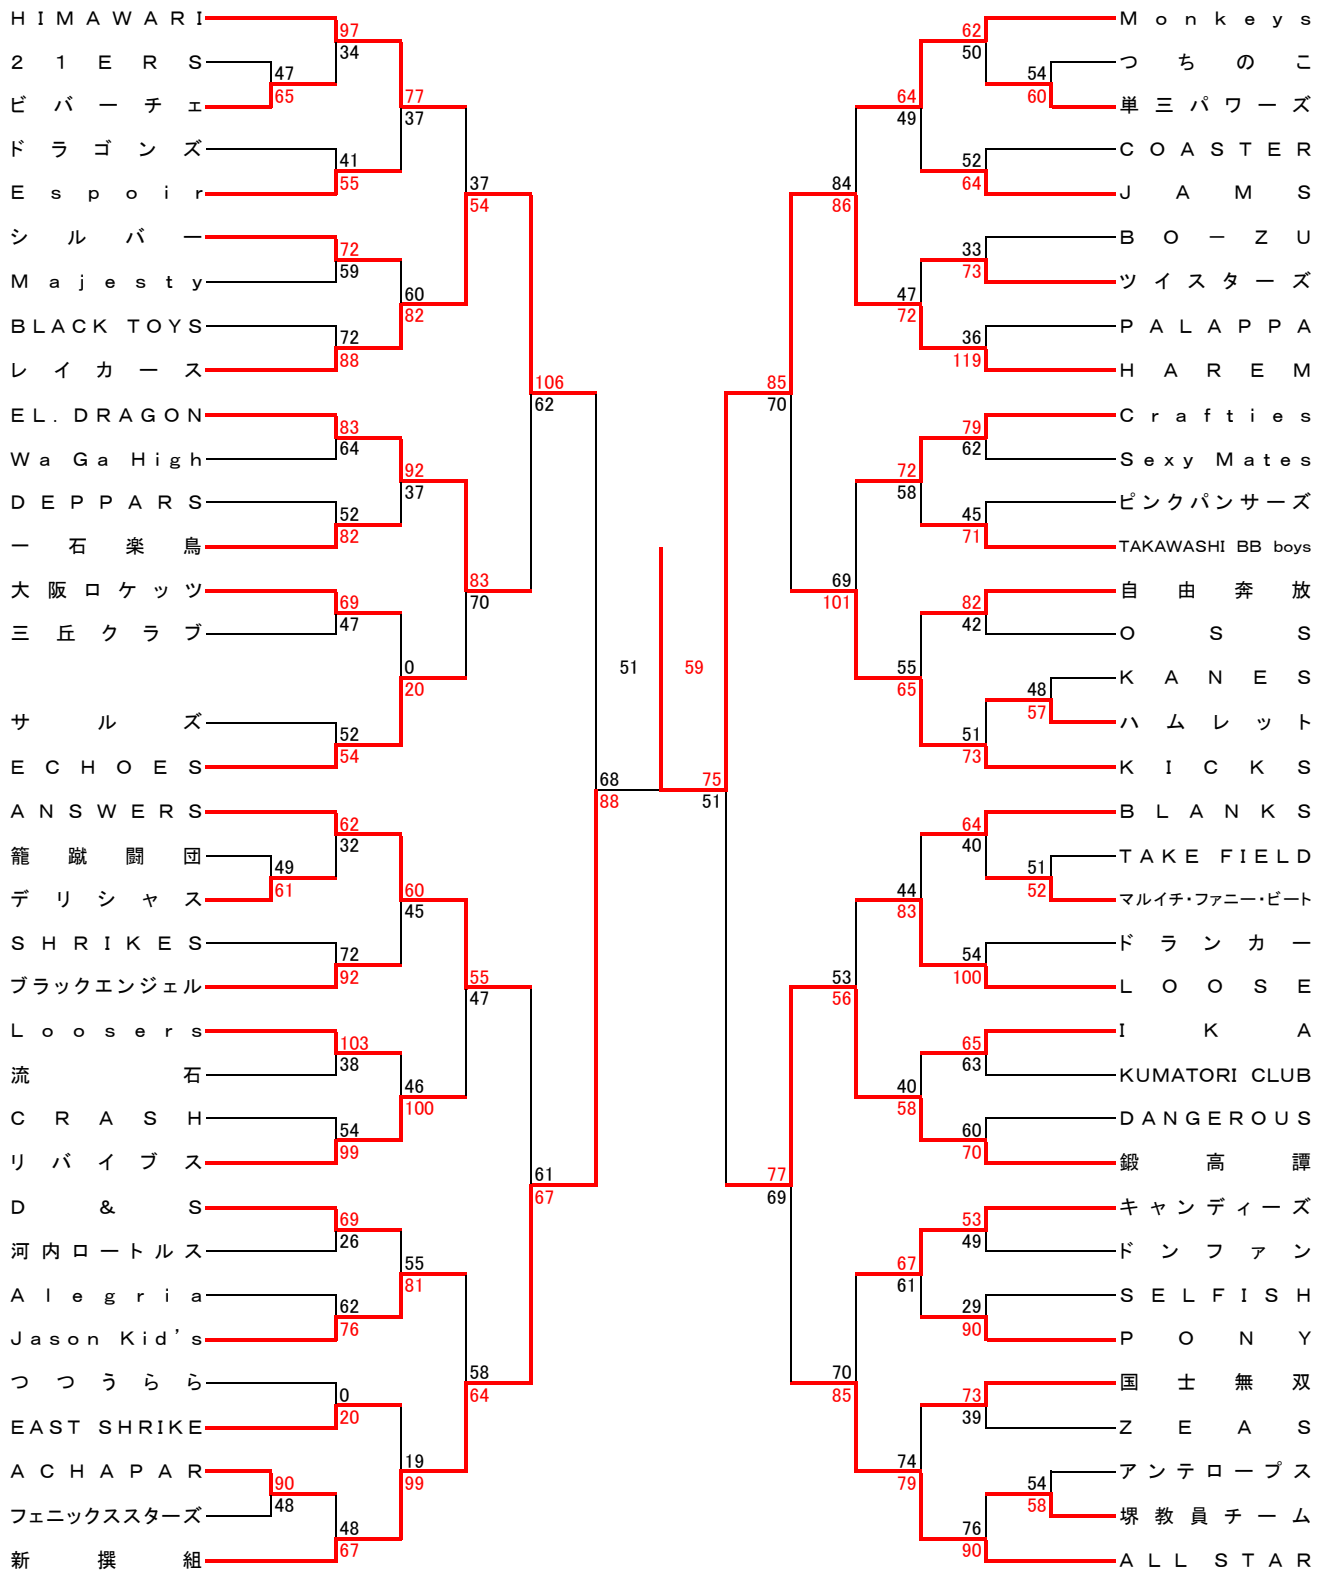 HIMAWARI
21ERS
ビバーチェ
ドラゴンズ
Espoir
シルバー
Majesty
BLACK TOYS
レイカース
EL. DRAGON
Wa Ga High
DEPPARS
一石楽鳥
大阪ロケッツ
三丘クラブ
サルズ
ECHOES
ANSWERS
籠蹴闘団
デリシャス
SHRIKES
ブラックエンジェル
Loosers
流石
CRASH
リバイブス
D&S
河内ロートルス
Alegria
Jason Kid's
つつうらら
EAST SHRIKE
ACHAPAR
フェニックススターズ
新撰組
47
65
90
48
97
34
41
55
72
59
72
88
83
64
52
82
69
47
52
54
62
32
49
61
72
92
103
38
54
99
69
26
62
76
0
20
48
67
77
37
60
82
92
37
0
20
60
45
46
100
55
81
19
99
37
54
83
70
55
47
58
64
106
62
61
67
68
88
51
59
75
51
85
70
77
69
84
86
69
101
53
56
70
85
64
49
47
72
72
58
55
65
44
83
40
58
67
61
74
79
62
50
52
64
33
73
36
119
79
62
45
71
82
42
51
73
64
40
54
100
65
63
60
70
53
49
29
90
73
39
76
90
54
60
48
57
51
52
54
58
Monkeys
つちのこ
単三パワーズ
COASTER
JAMS
BO－ZU
ツイスターズ
PALAPPA
HAREM
Crafties
Sexy Mates
ピンクパンサーズ
TAKAWASHI BB boys
自由奔放
OSS
KANES
ハムレット
KICKS
BLANKS
TAKE FIELD
マルイチ・ファニー・ビート
ドランカー
LOOSE
IKA
KUMATORI CLUB
DANGEROUS
鍛高譚
キャンディーズ
ドンファン
SELFISH
PONY
国士無双
ZEAS
アンテロープス
堺教員チーム
ALL STAR